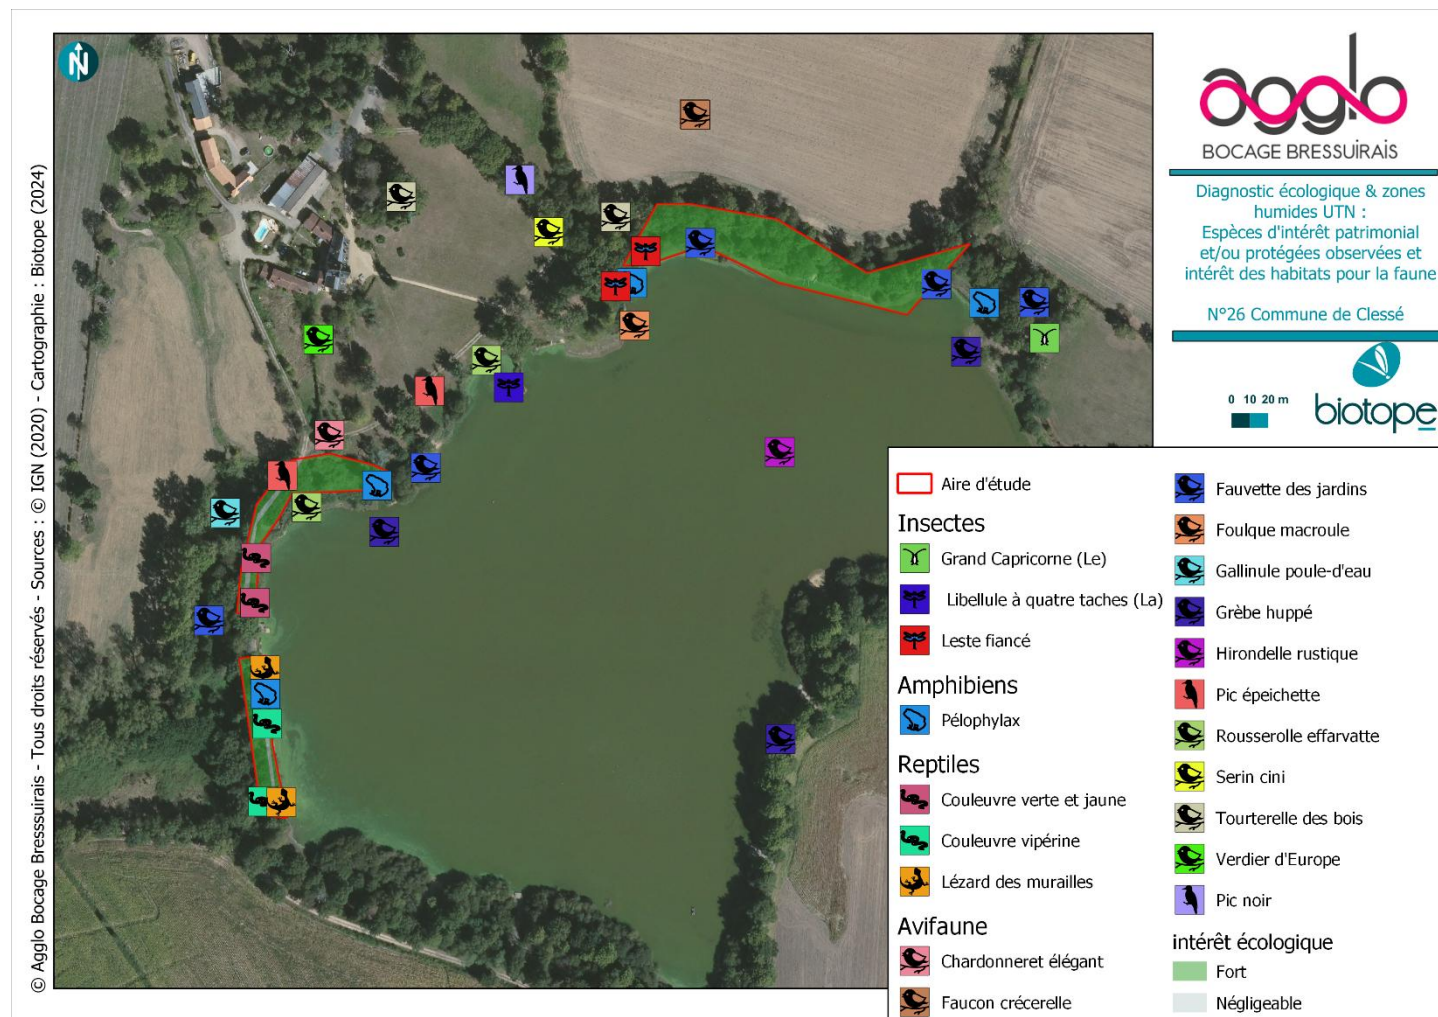 N
© Agglo Bocage Bresssuirais - Tous droits réservés - Sources : © IGN (2020) - Cartographie : Biotope (2024)
agglo
BOCAGE BRESSUIRAIS
Diagnostic écologique & zones
humides UTN :
Espèces d'intérêt patrimonial
et/ou protégées observées et
intérêt des habitats pour la faune
N°26 Commune de Clessé
0 10 20 m
biotope
Aire d'étude
Insectes
Grand Capricorne (Le)
Libellule à quatre taches (La)
Leste fiancé
Amphibiens
Pélophylax
Reptiles
Couleuvre verte et jaune
Couleuvre vipérine
Lézard des murailles
Avifaune
Chardonneret élégant
Faucon crécerelle
Fauvette des jardins
Foulque macroule
Gallinule poule-d'eau
Grèbe huppé
Hirondelle rustique
Pic épeichette
Rousserolle effarvatte
Serin cini
Tourterelle des bois
Verdier d'Europe
Pic noir
intérêt écologique
Fort
Négligeable